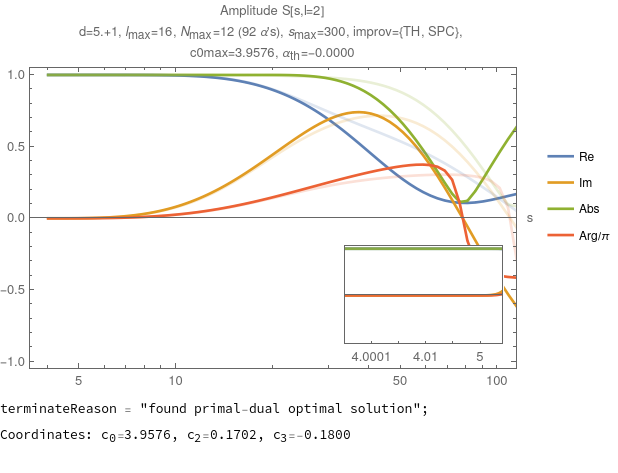 Amplitude S[s,l=2]
d=5.+1, lmax=16, Nmax=12 (92 α's), smax=300, improv={TH, SPC},
c0max=3.9576, αth=-0.0000
1.0
0.5
0.0
-0.5
-1.0
s
Re
Im
Abs
Arg/π
4.0001 4.01 5
5 10 50 100
terminateReason = "found primal-dual optimal solution";
Coordinates: c0=3.9576, c2=0.1702, c3=-0.1800